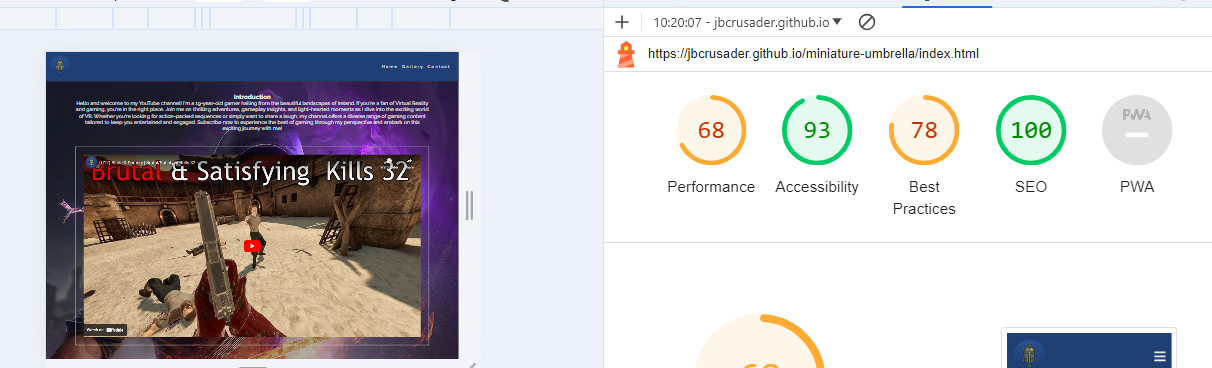 10:20:07 - jbcrusader.github.io
https://jbcrusader.github.io/miniature-umbrella/index.html
Home Gallery Contact
Introduction
Hello and welcome to my YouTube channel! I'm a 19-year-old gamer hailing from the beautiful landscapes of Ireland. If you're a fan of Virtual Reality
and gaming, you're in the right place. Join me on thrilling adventures, gameplay insights, and light-hearted moments as I dive into the exciting world
of VR. Whether you're looking for action-packed sequences or simply want to share a laugh, my channel offers a diverse range of gaming content
tailored to keep you entertained and engaged. Subscribe now to experience the best of gaming through my perspective and embark on this
exciting journey with me!
Brutal & Satisfying Kills 32
Watch on YouTube
68
93
78
100
PWA
Performance
Accessibility
Best
Practices
SEO
PWA